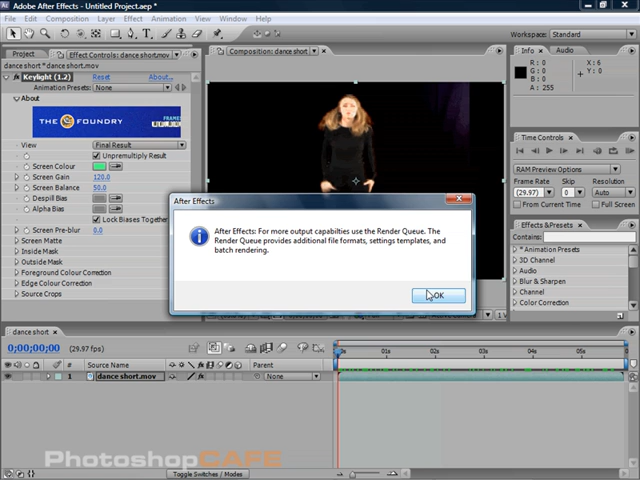 Adobe After Effects - Untitled Project.aep *
File Edit Composition Layer Effect Animation View Window Help
Workspace: Standard
Project Effect Controls: dance short.mov
dance short * dance short.mov
Keylight (1.2) Reset About...
Animation Presets: None
About
THE FOUNDRY
View Final Result
Unpremultiply Result
Screen Colour
Screen Gain 120.0
Screen Balance 50.0
Despill Bias
Alpha Bias
Lock Biases Together
Screen Pre-blur 0.0
Screen Matte
Inside Mask
Outside Mask
Foreground Colour Correction
Edge Colour Correction
Source Crops
Composition: dance short
Info Audio
R: 0
G: 0
B: 0
A: 255
X: 6
Y: 0
Time Controls
RAM Preview Options
Frame Rate Skip Resolution
(29.97) 0 Auto
From Current Time Full Screen
Effects & Presets
Contains:
* Animation Presets
3D Channel
Audio
Blur & Sharpen
Channel
Color Correction
After Effects
After Effects: For more output capabilties use the Render Queue. The
Render Queue provides additional file formats, settings templates, and
batch rendering.
OK
dance short
0;00;00;00 (29.97 fps)
# Source Name Parent
1 dance short.mov None
02s 04s 05s
Toggle Switches / Modes
PhotoshopCAFE